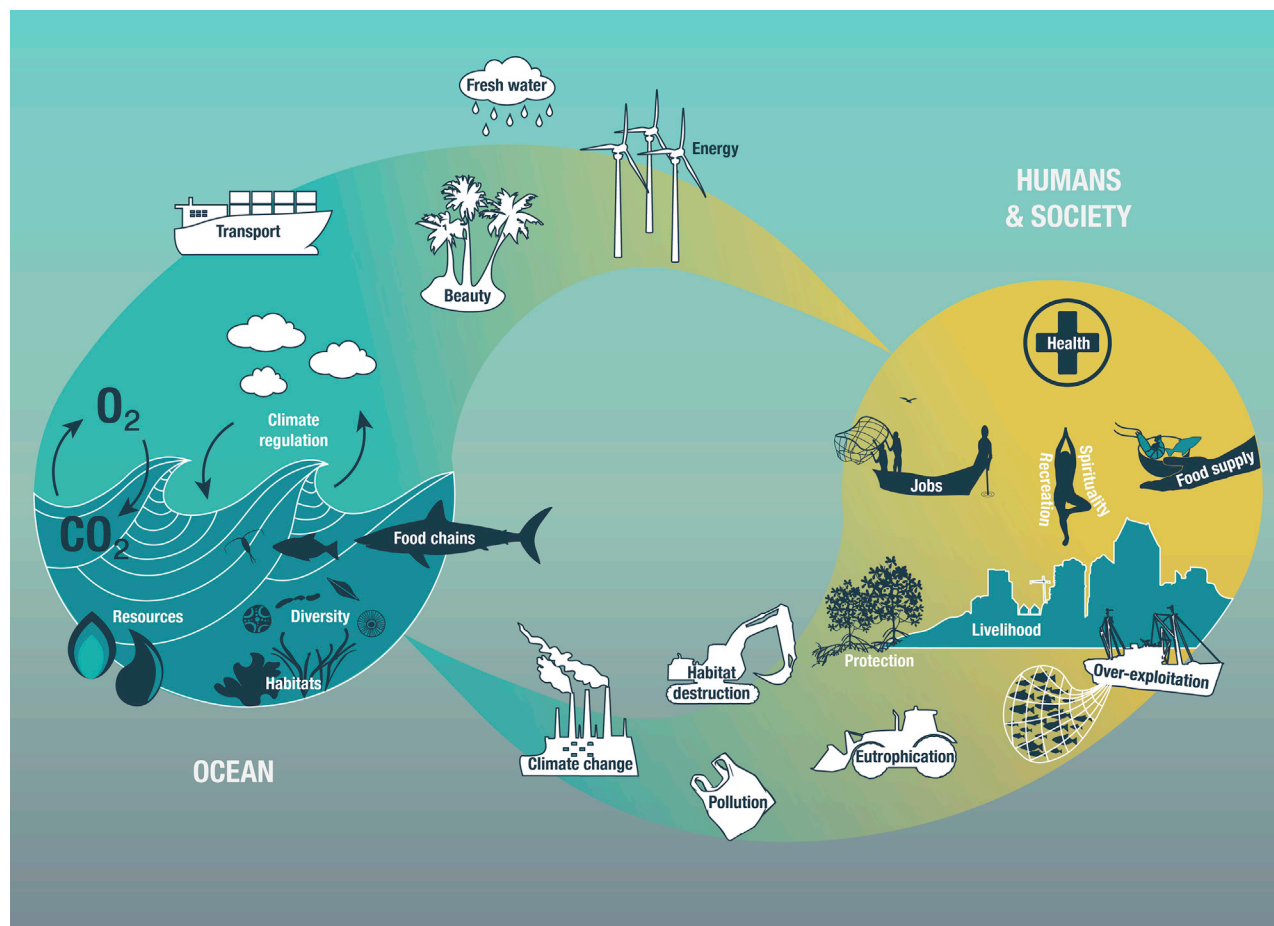 Fresh water
Energy
HUMANS
& SOCIETY
Transport
Beauty
Health
O₂
Climate
regulation
CO₂
Food chains
Jobs
Recreation
Spirituality
Food supply
Resources
Diversity
Habitats
Livelihood
Protection
Over-exploitation
Habitat
destruction
Climate change
Eutrophication
Pollution
OCEAN